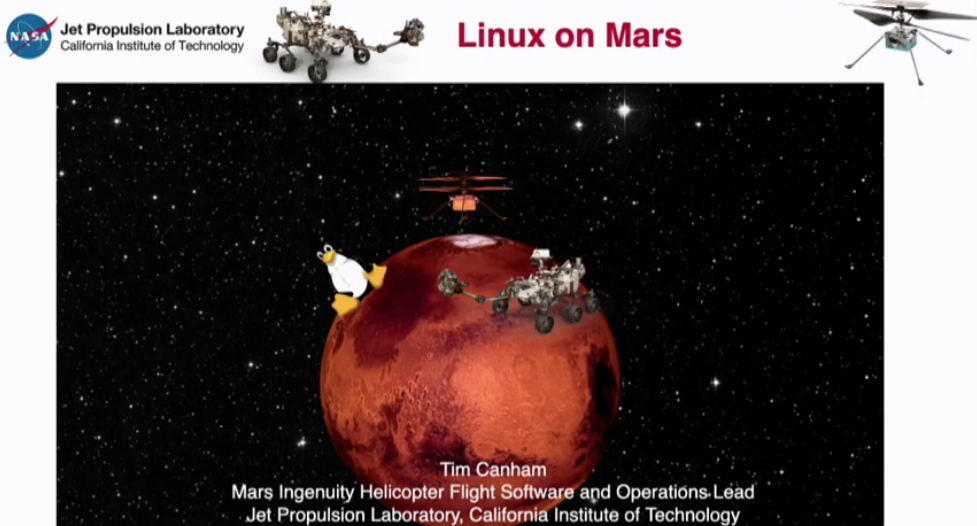 NASA
Jet Propulsion Laboratory
California Institute of Technology
Linux on Mars
Tim Canham
Mars Ingenuity Helicopter Flight Software and Operations Lead
Jet Propulsion Laboratory, California Institute of Technology